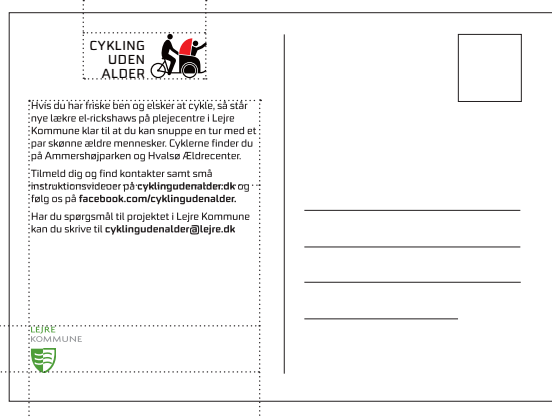 CYKLING
UDEN
ALDER
Hvis du har friske ben og elsker at cykle, så står
nye lækre el-rickshaws på plejecentre i Lejre
Kommune klar til at du kan snuppe en tur med et
par skønne ældre mennesker. Cyklerne finder du
på Ammershøjparken og Hvalsø Ældrecenter.
Tilmeld dig og find kontakter samt små
instruktionsvideoer på cyklingudenalder.dk og
følg os på facebook.com/cyklingudenalder.
Har du spørgsmål til projektet i Lejre Kommune
kan du skrive til cyklingudenalder@lejre.dk
LEJRE
KOMMUNE